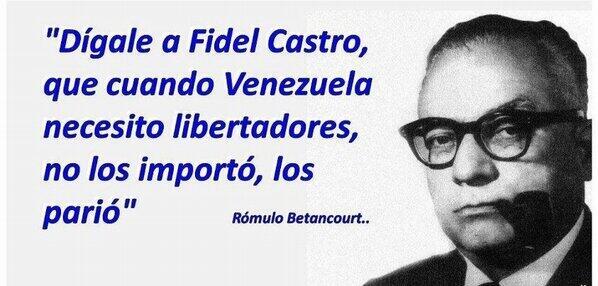 "Dígale a Fidel Castro,
que cuando Venezuela
necesito libertadores,
no los importó, los
parió"
Rómulo Betancourt..